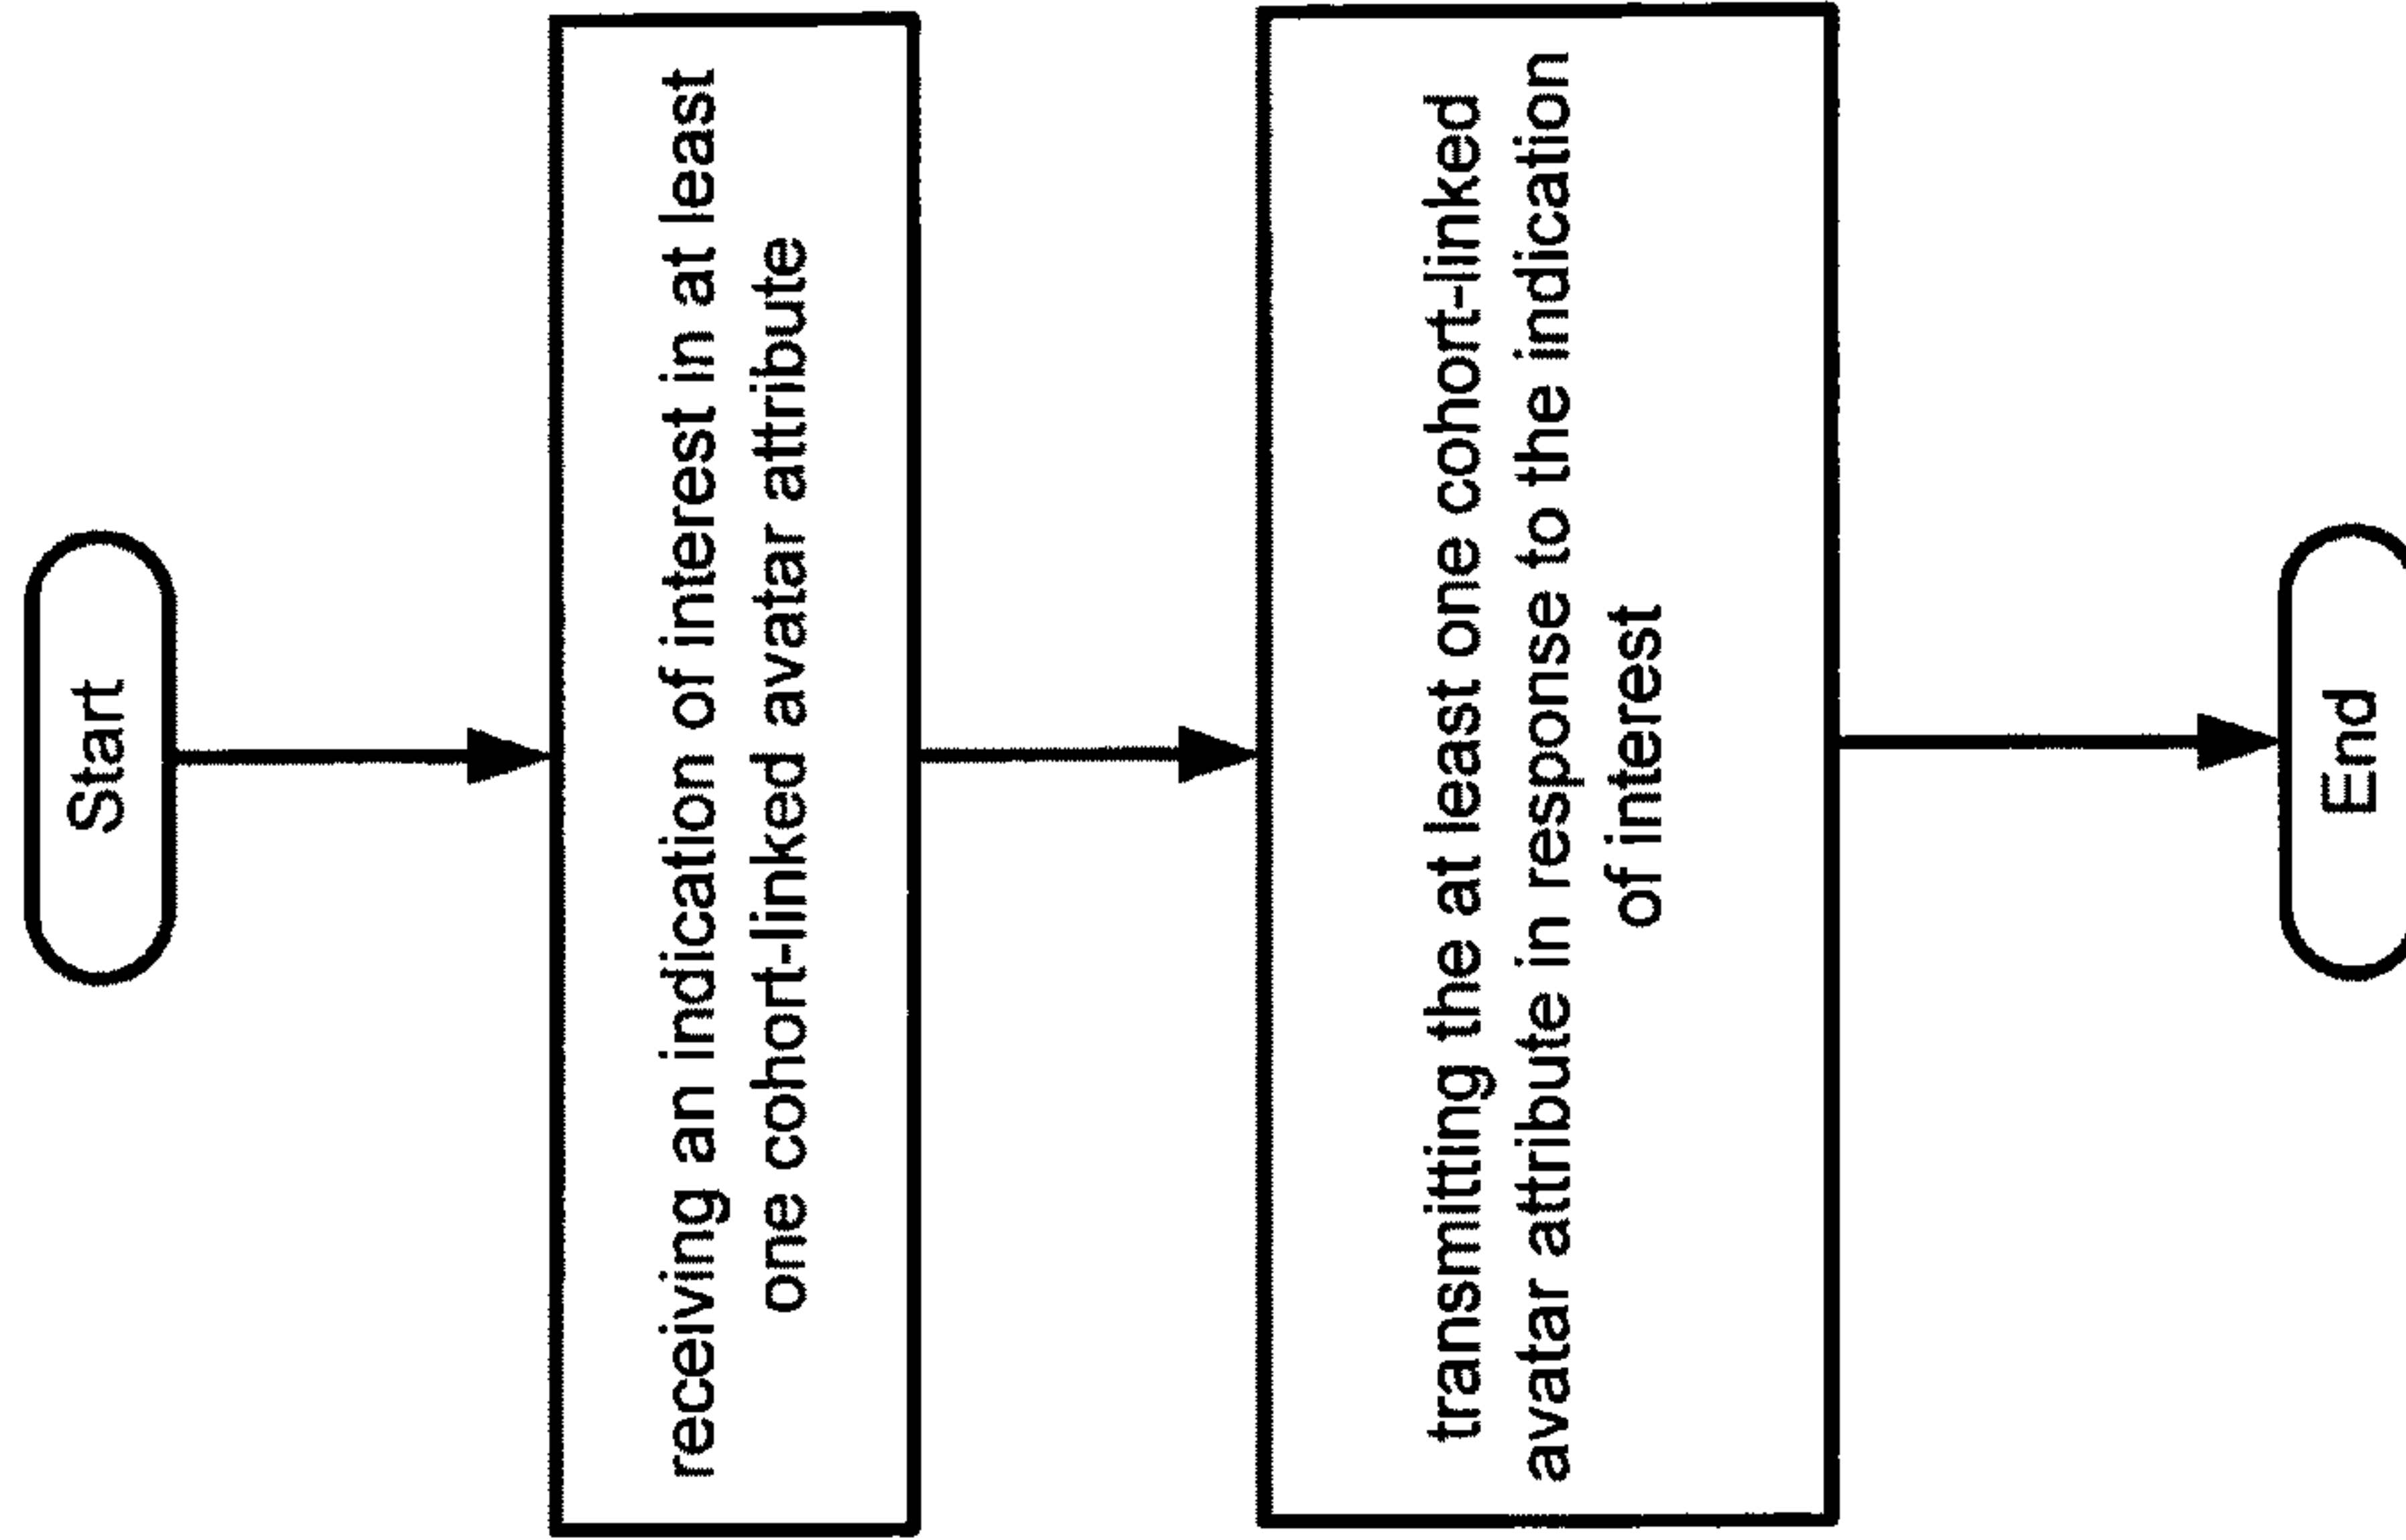 Start
receiving an indication of interest in at least
one cohort-linked avatar attribute
transmitting the at least one cohort-linked
avatar attribute in response to the indication
of interest
End